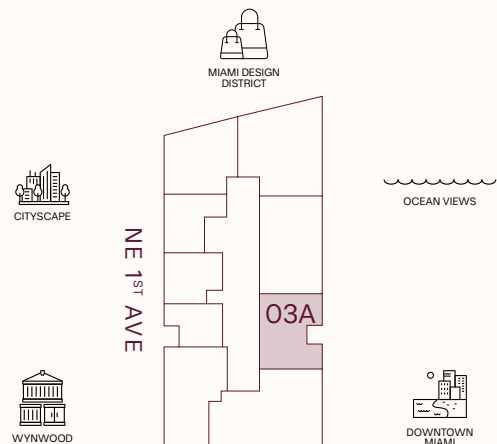 MIAMI DESIGN
DISTRICT
CITYSCAPE
OCEAN VIEWS
NE 1ST AVE
03A
WYNWOOD
DOWNTOWN
MIAMI